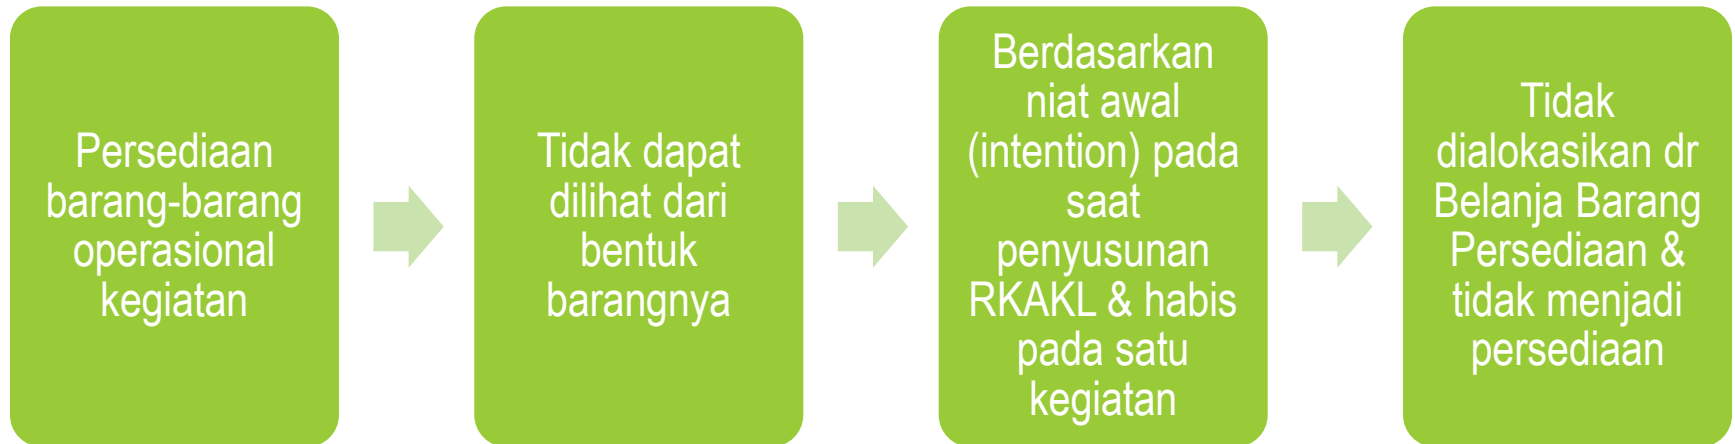 Persediaan
barang-barang
operasional
kegiatan
Tidak dapat
dilihat dari
bentuk
barangnya
Berdasarkan
niat awal
(intention) pada
saat
penyusunan
RKAKL & habis
pada satu
kegiatan
Tidak
dialokasikan dr
Belanja Barang
Persediaan &
tidak menjadi
persediaan